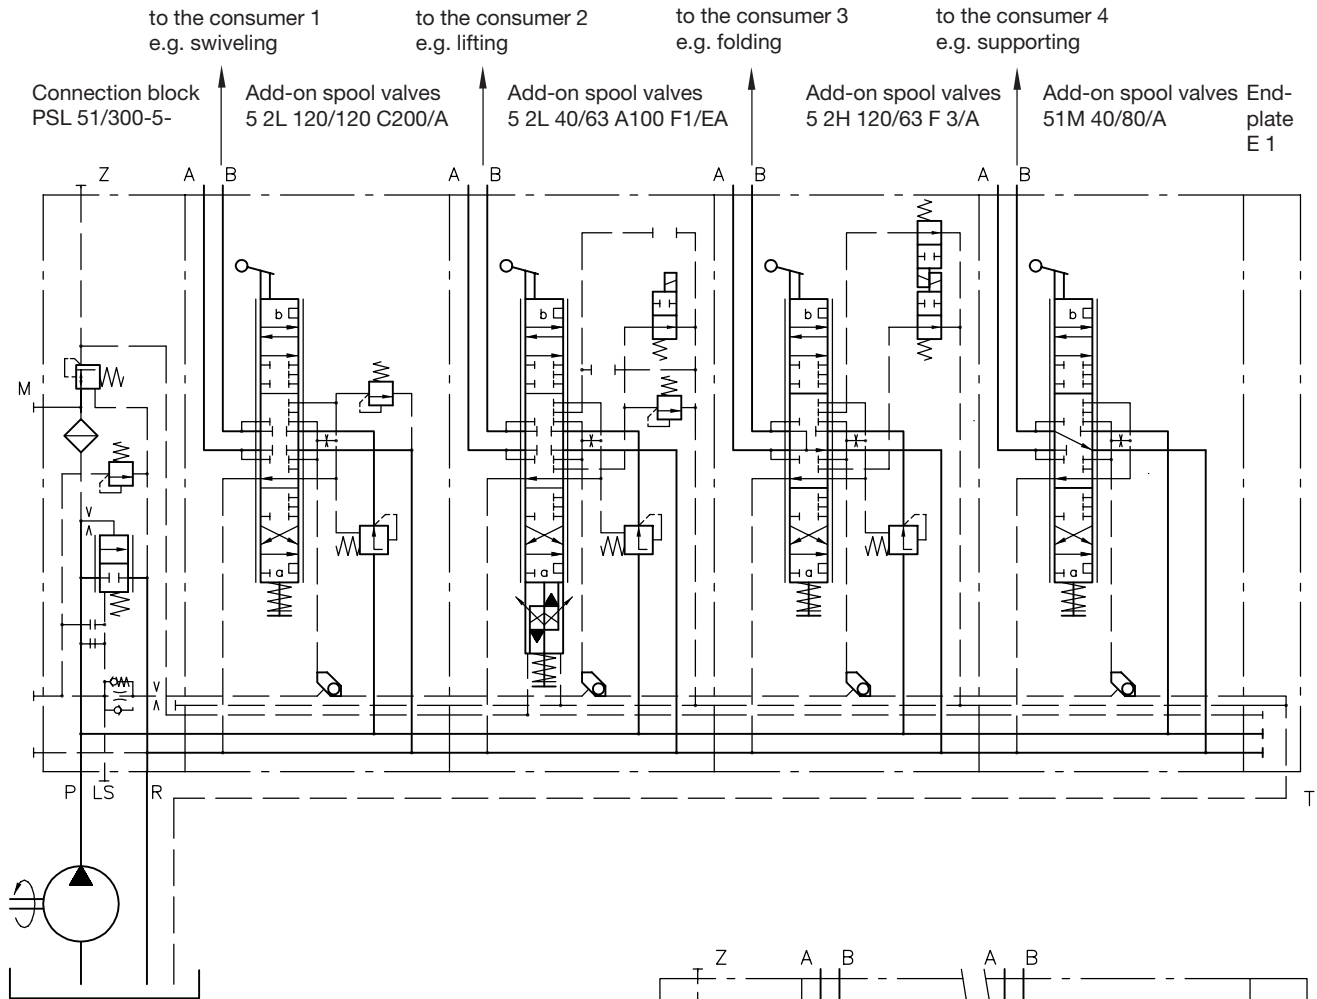 to the consumer 1
e.g. swiveling
to the consumer 2
e.g. lifting
to the consumer 3
e.g. folding
to the consumer 4
e.g. supporting
Connection block
PSL 51/300-5-
Add-on spool valves
5 2L 120/120 C200/A
Add-on spool valves
5 2L 40/63 A100 F1/EA
Add-on spool valves
5 2H 120/63 F 3/A
Add-on spool valves
51M 40/80/A
End-
plate
E 1
Z A B A B A B A B
b b b b
M
a a a a
P LS R T
Z A B A B